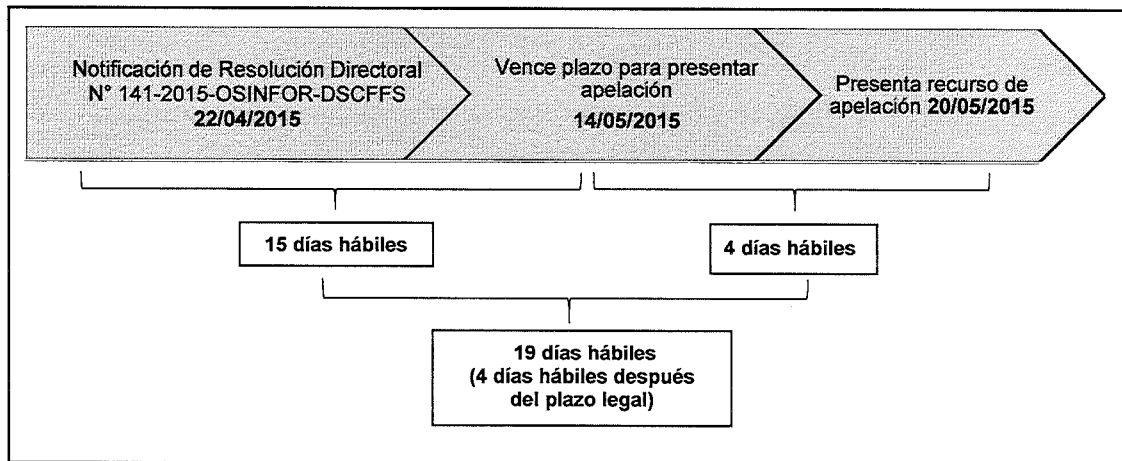 Notificación de Resolución Directoral
N° 141-2015-OSINFOR-DSCFFS
22/04/2015
Vence plazo para presentar
apelación
14/05/2015
Presenta recurso de
apelación 20/05/2015
15 días hábiles
4 días hábiles
19 días hábiles
(4 días hábiles después
del plazo legal)